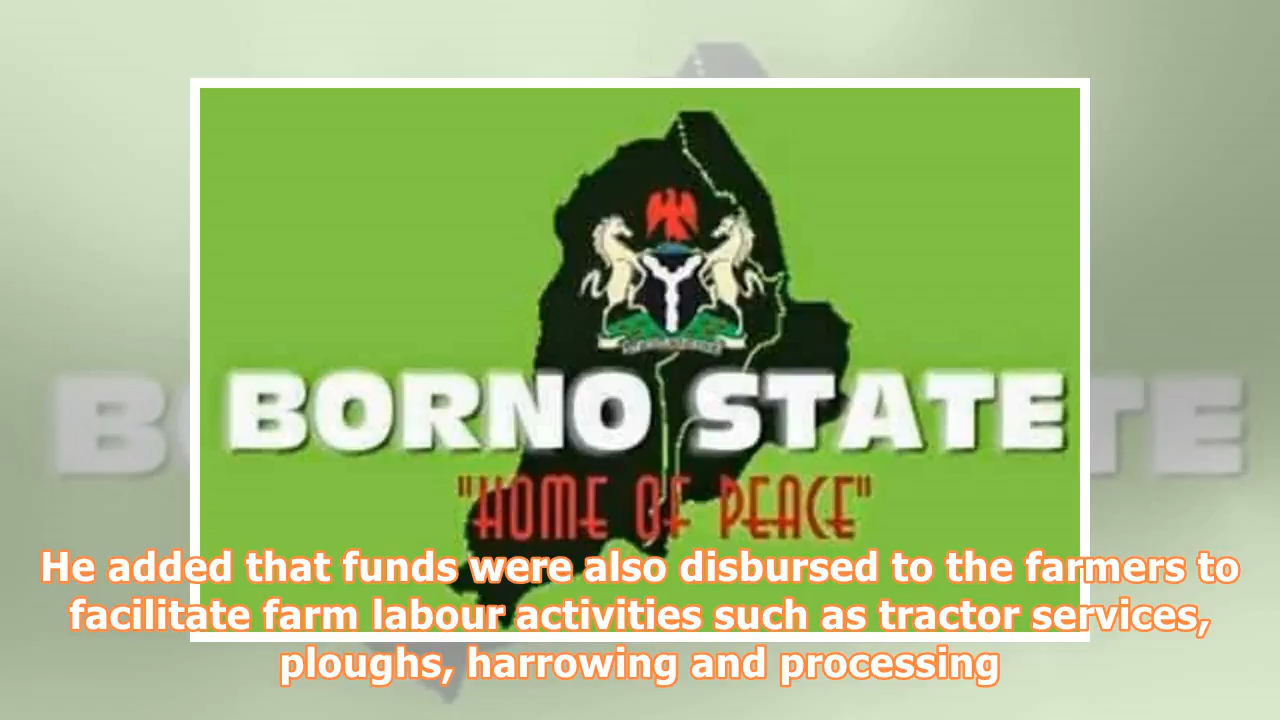 BORNO STATE
"HOME OF PEACE"
He added that funds were also disbursed to the farmers to
facilitate farm labour activities such as tractor services,
ploughs, harrowing and processing